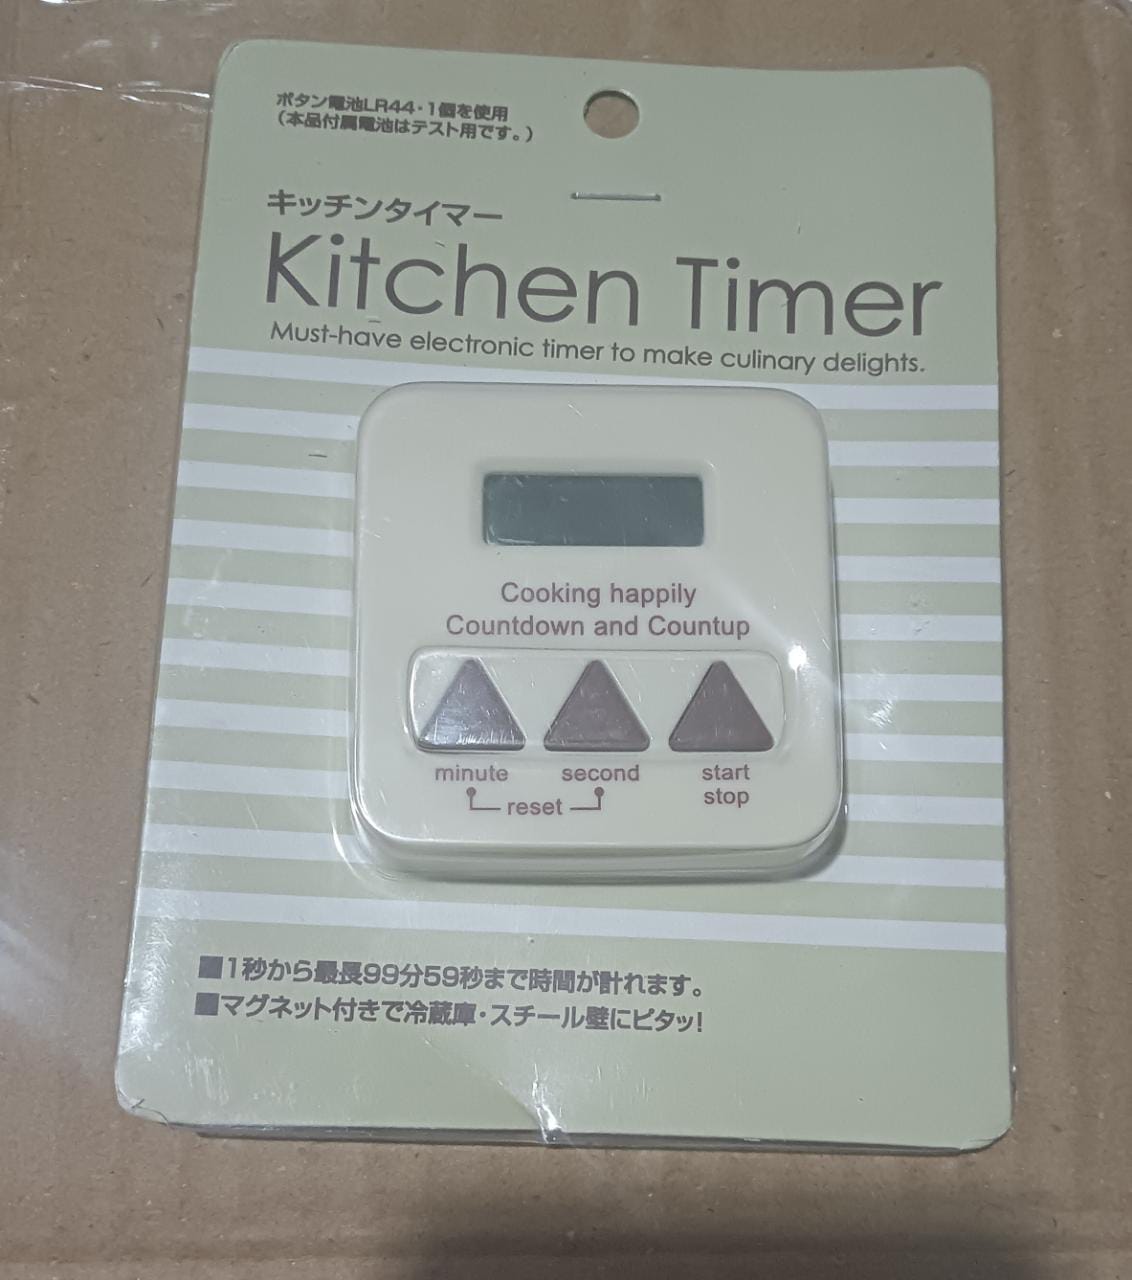 ボタン電池LR44・1個を使用
（本品付属電池はテスト用です。）
キッチンタイマー
Kitchen Timer
Must-have electronic timer to make culinary delights.
Cooking happily
Countdown and Countup
minute second start
stop
reset
■1秒から最長99分59秒まで時間が計れます。
■マグネット付きで冷蔵庫・スチール壁にピタッ!